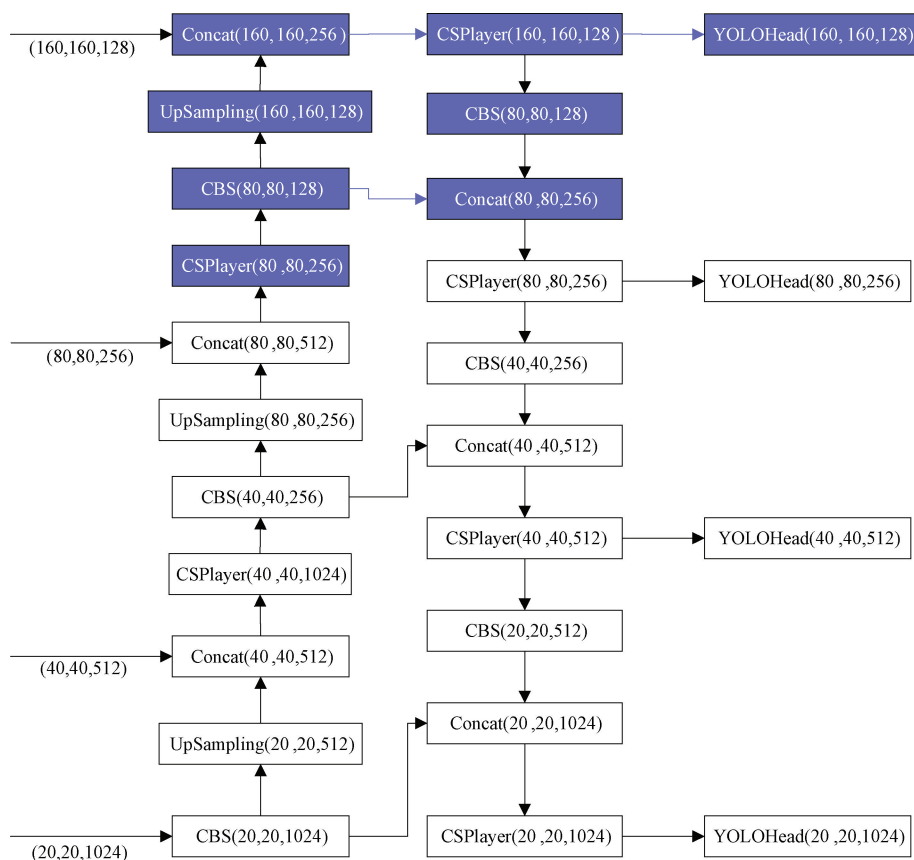 (160,160,128)
Concat(160, 160,256)
CSPlayer(160, 160,128)
YOLOHead(160, 160,128)
UpSampling(160 ,160,128)
CBS(80,80,128)
CBS(80,80,128)
Concat(80 ,80,256)
CSPlayer(80 ,80,256)
CSPlayer(80 ,80,256)
YOLOHead(80 ,80,256)
(80,80,256)
Concat(80 ,80,512)
CBS(40,40,256)
UpSampling(80 ,80,256)
Concat(40 ,40,512)
CBS(40,40,256)
CSPlayer(40 ,40,512)
YOLOHead(40 ,40,512)
CSPlayer(40 ,40,1024)
CBS(20,20,512)
(40,40,512)
Concat(40 ,40,512)
Concat(20 ,20,1024)
UpSampling(20 ,20,512)
(20,20,1024)
CBS(20,20,1024)
CSPlayer(20 ,20,1024)
YOLOHead(20 ,20,1024)